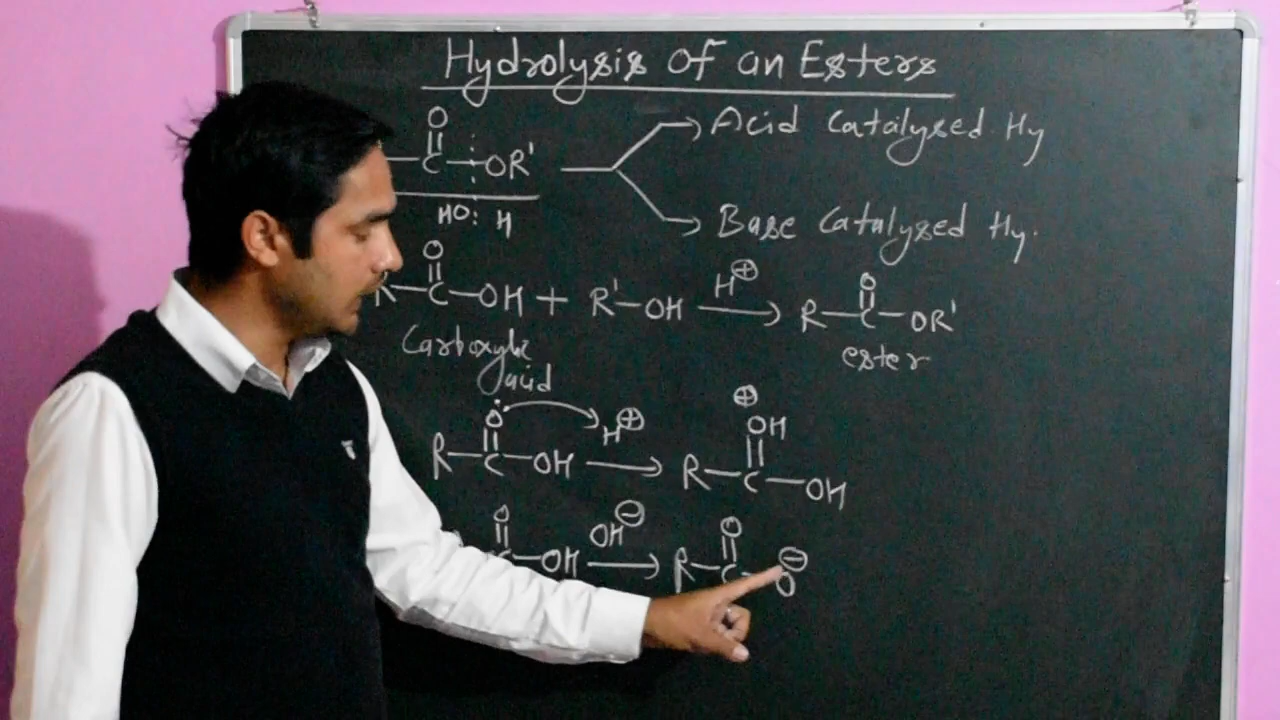 Hydrolysis of an Esters
O
C OR' → Acid Catalysed Hy
HO: H → Base Catalysed Hy.
O H⊕ O
R—C—OH + R'—OH → R—C—OR'
Carboxylic acid ester
O H⊕ ⊕OH
R—C—OH → R—C—OH
O OH⊖ O ⊖
C—OH → R—C—O